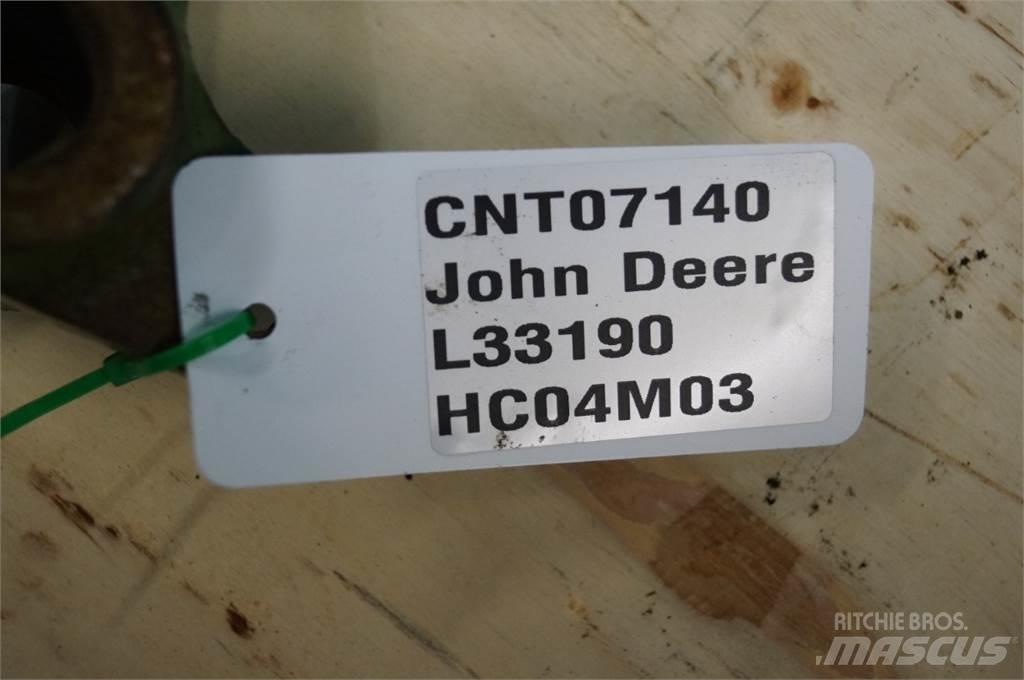 CNT07140
John Deere
L33190
HC04M03
RITCHIE BROS.
MASCUS